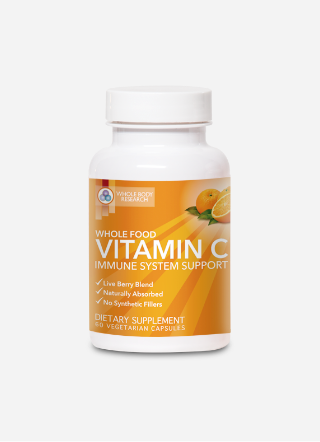 WHOLE BODY
RESEARCH
WHOLE FOOD
VITAMIN C
IMMUNE SYSTEM SUPPORT
Live Berry Blend
Naturally Absorbed
No Synthetic Fillers
DIETARY SUPPLEMENT
60 VEGETARIAN CAPSULES